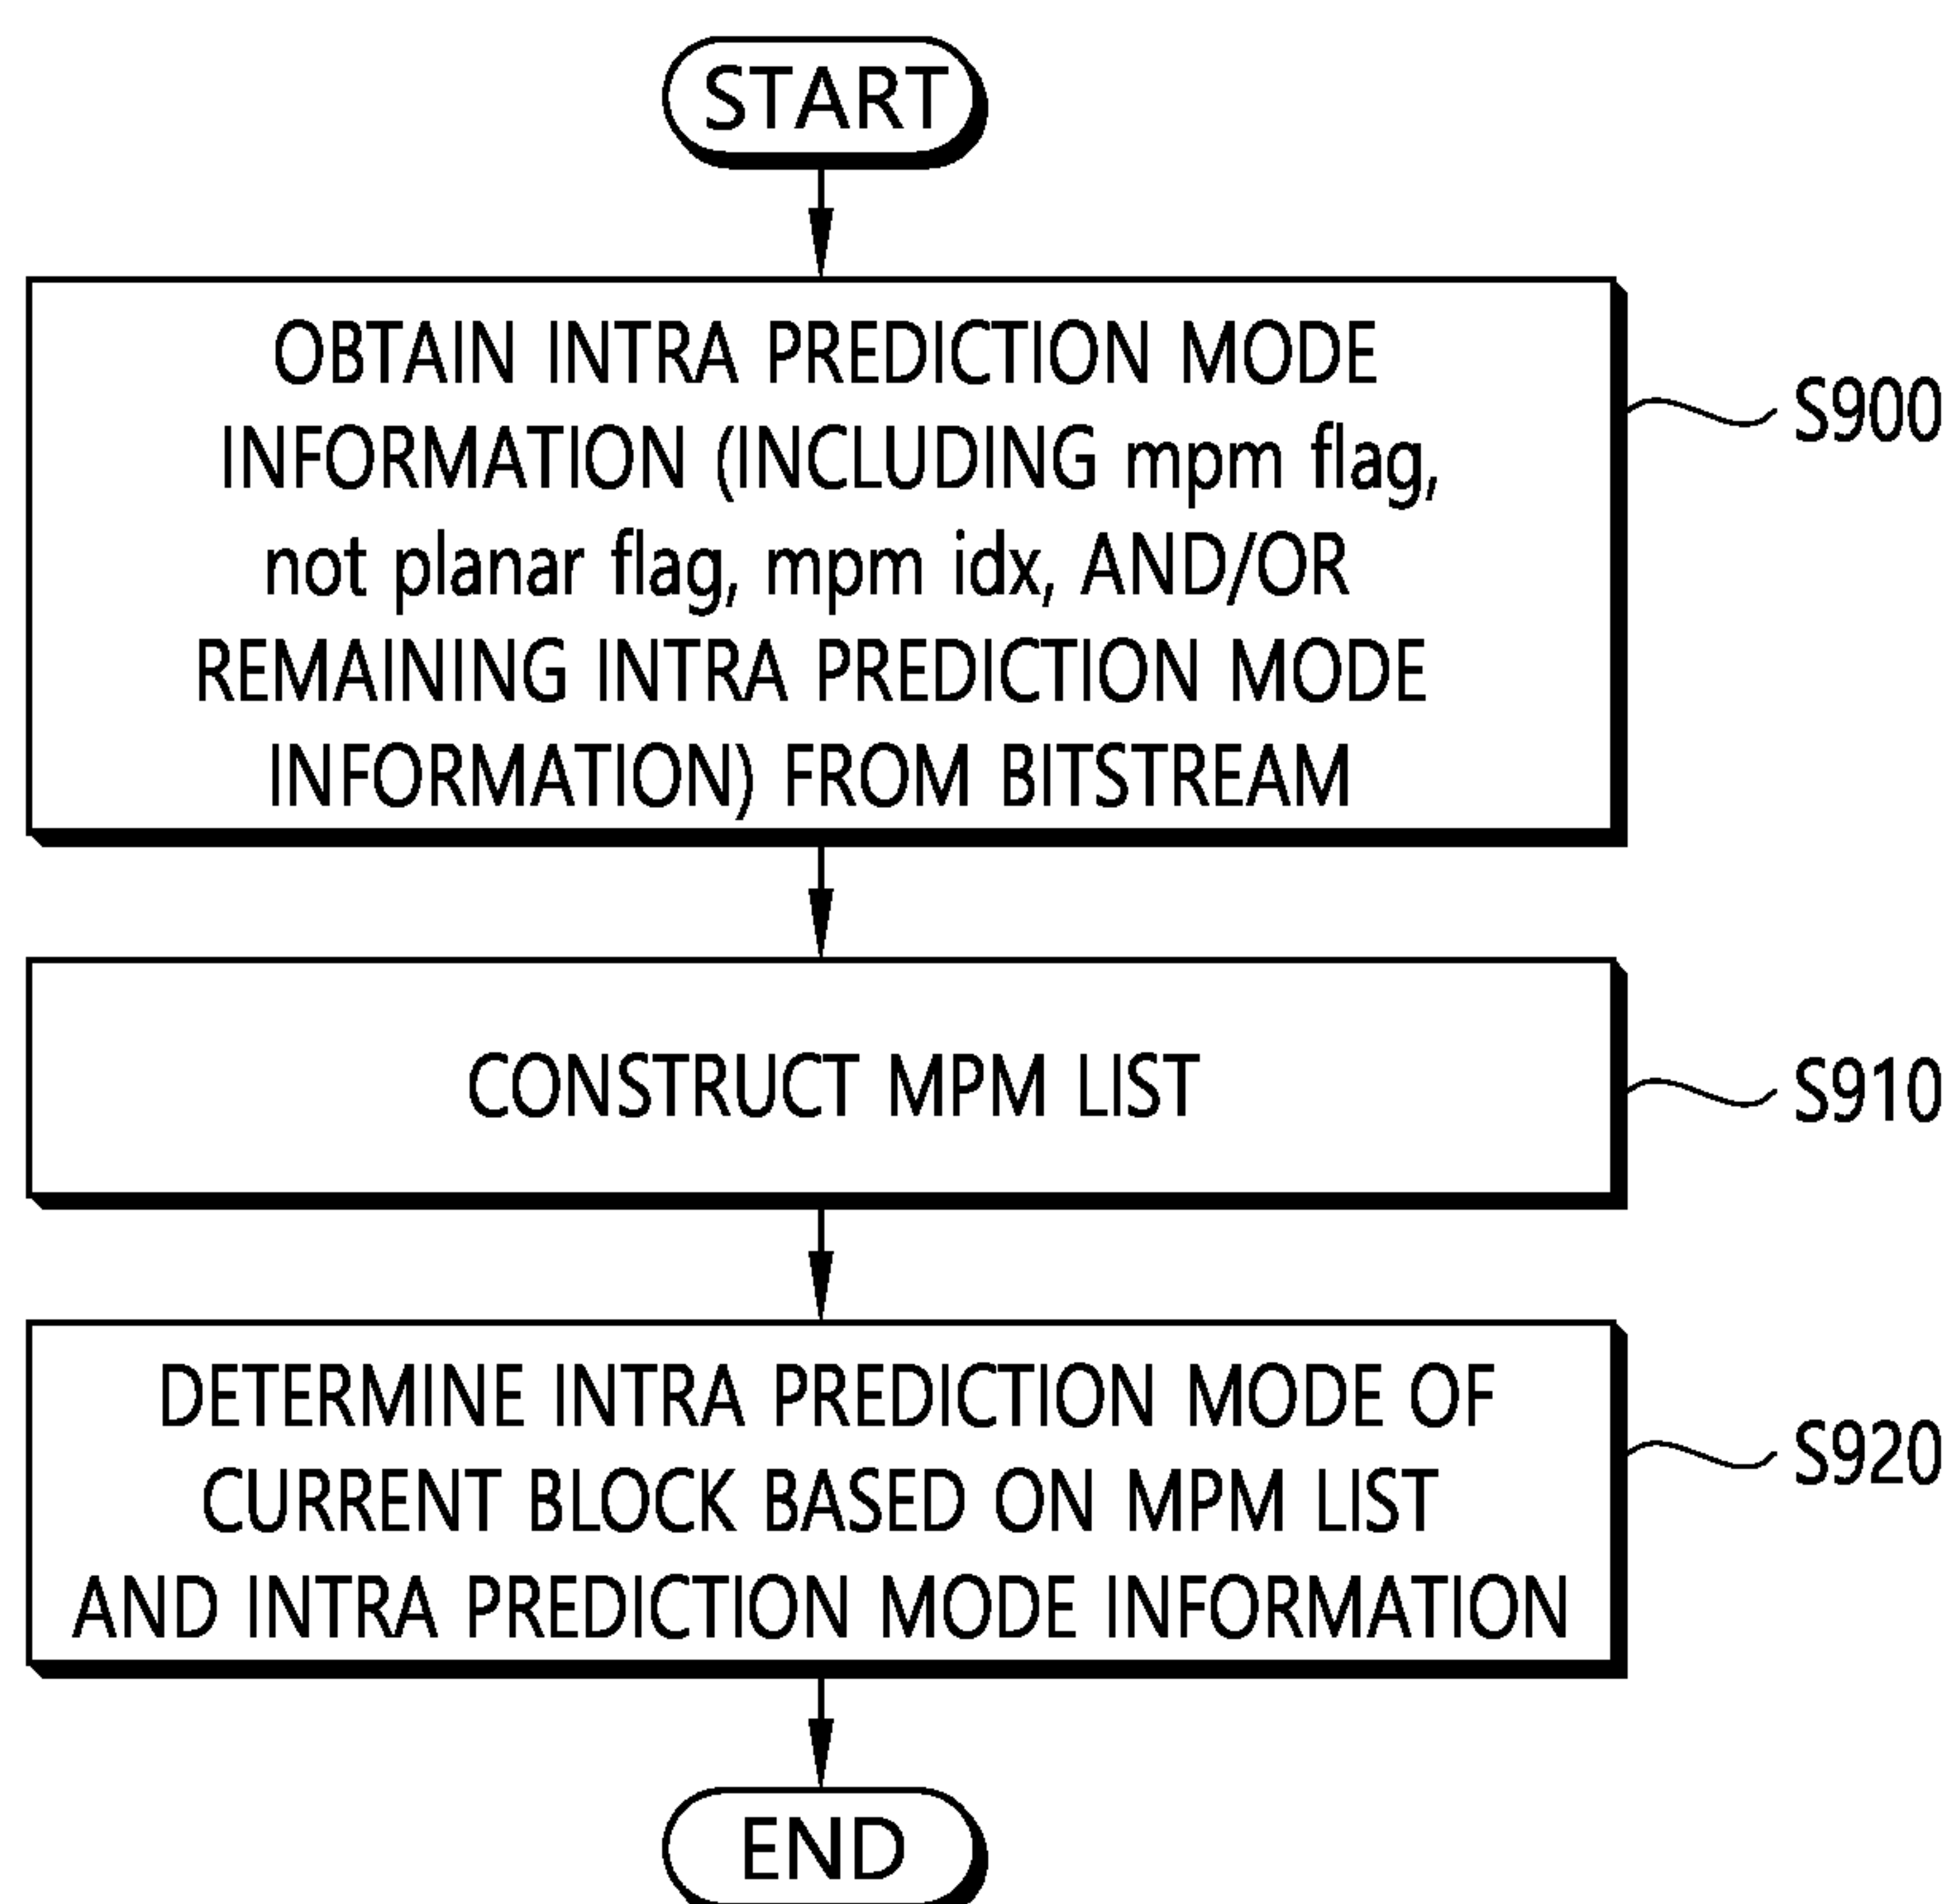 START
OBTAIN INTRA PREDICTION MODE
INFORMATION (INCLUDING mpm flag,
not planar flag, mpm idx, AND/OR
REMAINING INTRA PREDICTION MODE
INFORMATION) FROM BITSTREAM
S900
CONSTRUCT MPM LIST
S910
DETERMINE INTRA PREDICTION MODE OF
CURRENT BLOCK BASED ON MPM LIST
AND INTRA PREDICTION MODE INFORMATION
S920
END